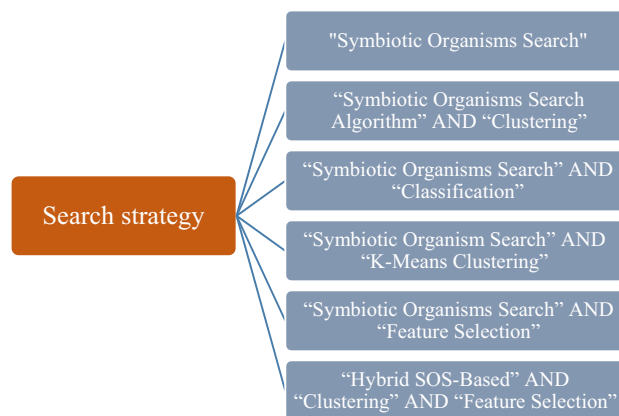 "Symbiotic Organisms Search"
“Symbiotic Organisms Search
Algorithm” AND “Clustering”
“Symbiotic Organisms Search” AND
“Classification”
Search strategy
“Symbiotic Organism Search” AND
“K-Means Clustering”
“Symbiotic Organisms Search” AND
“Feature Selection”
“Hybrid SOS-Based” AND
“Clustering” AND “Feature Selection”